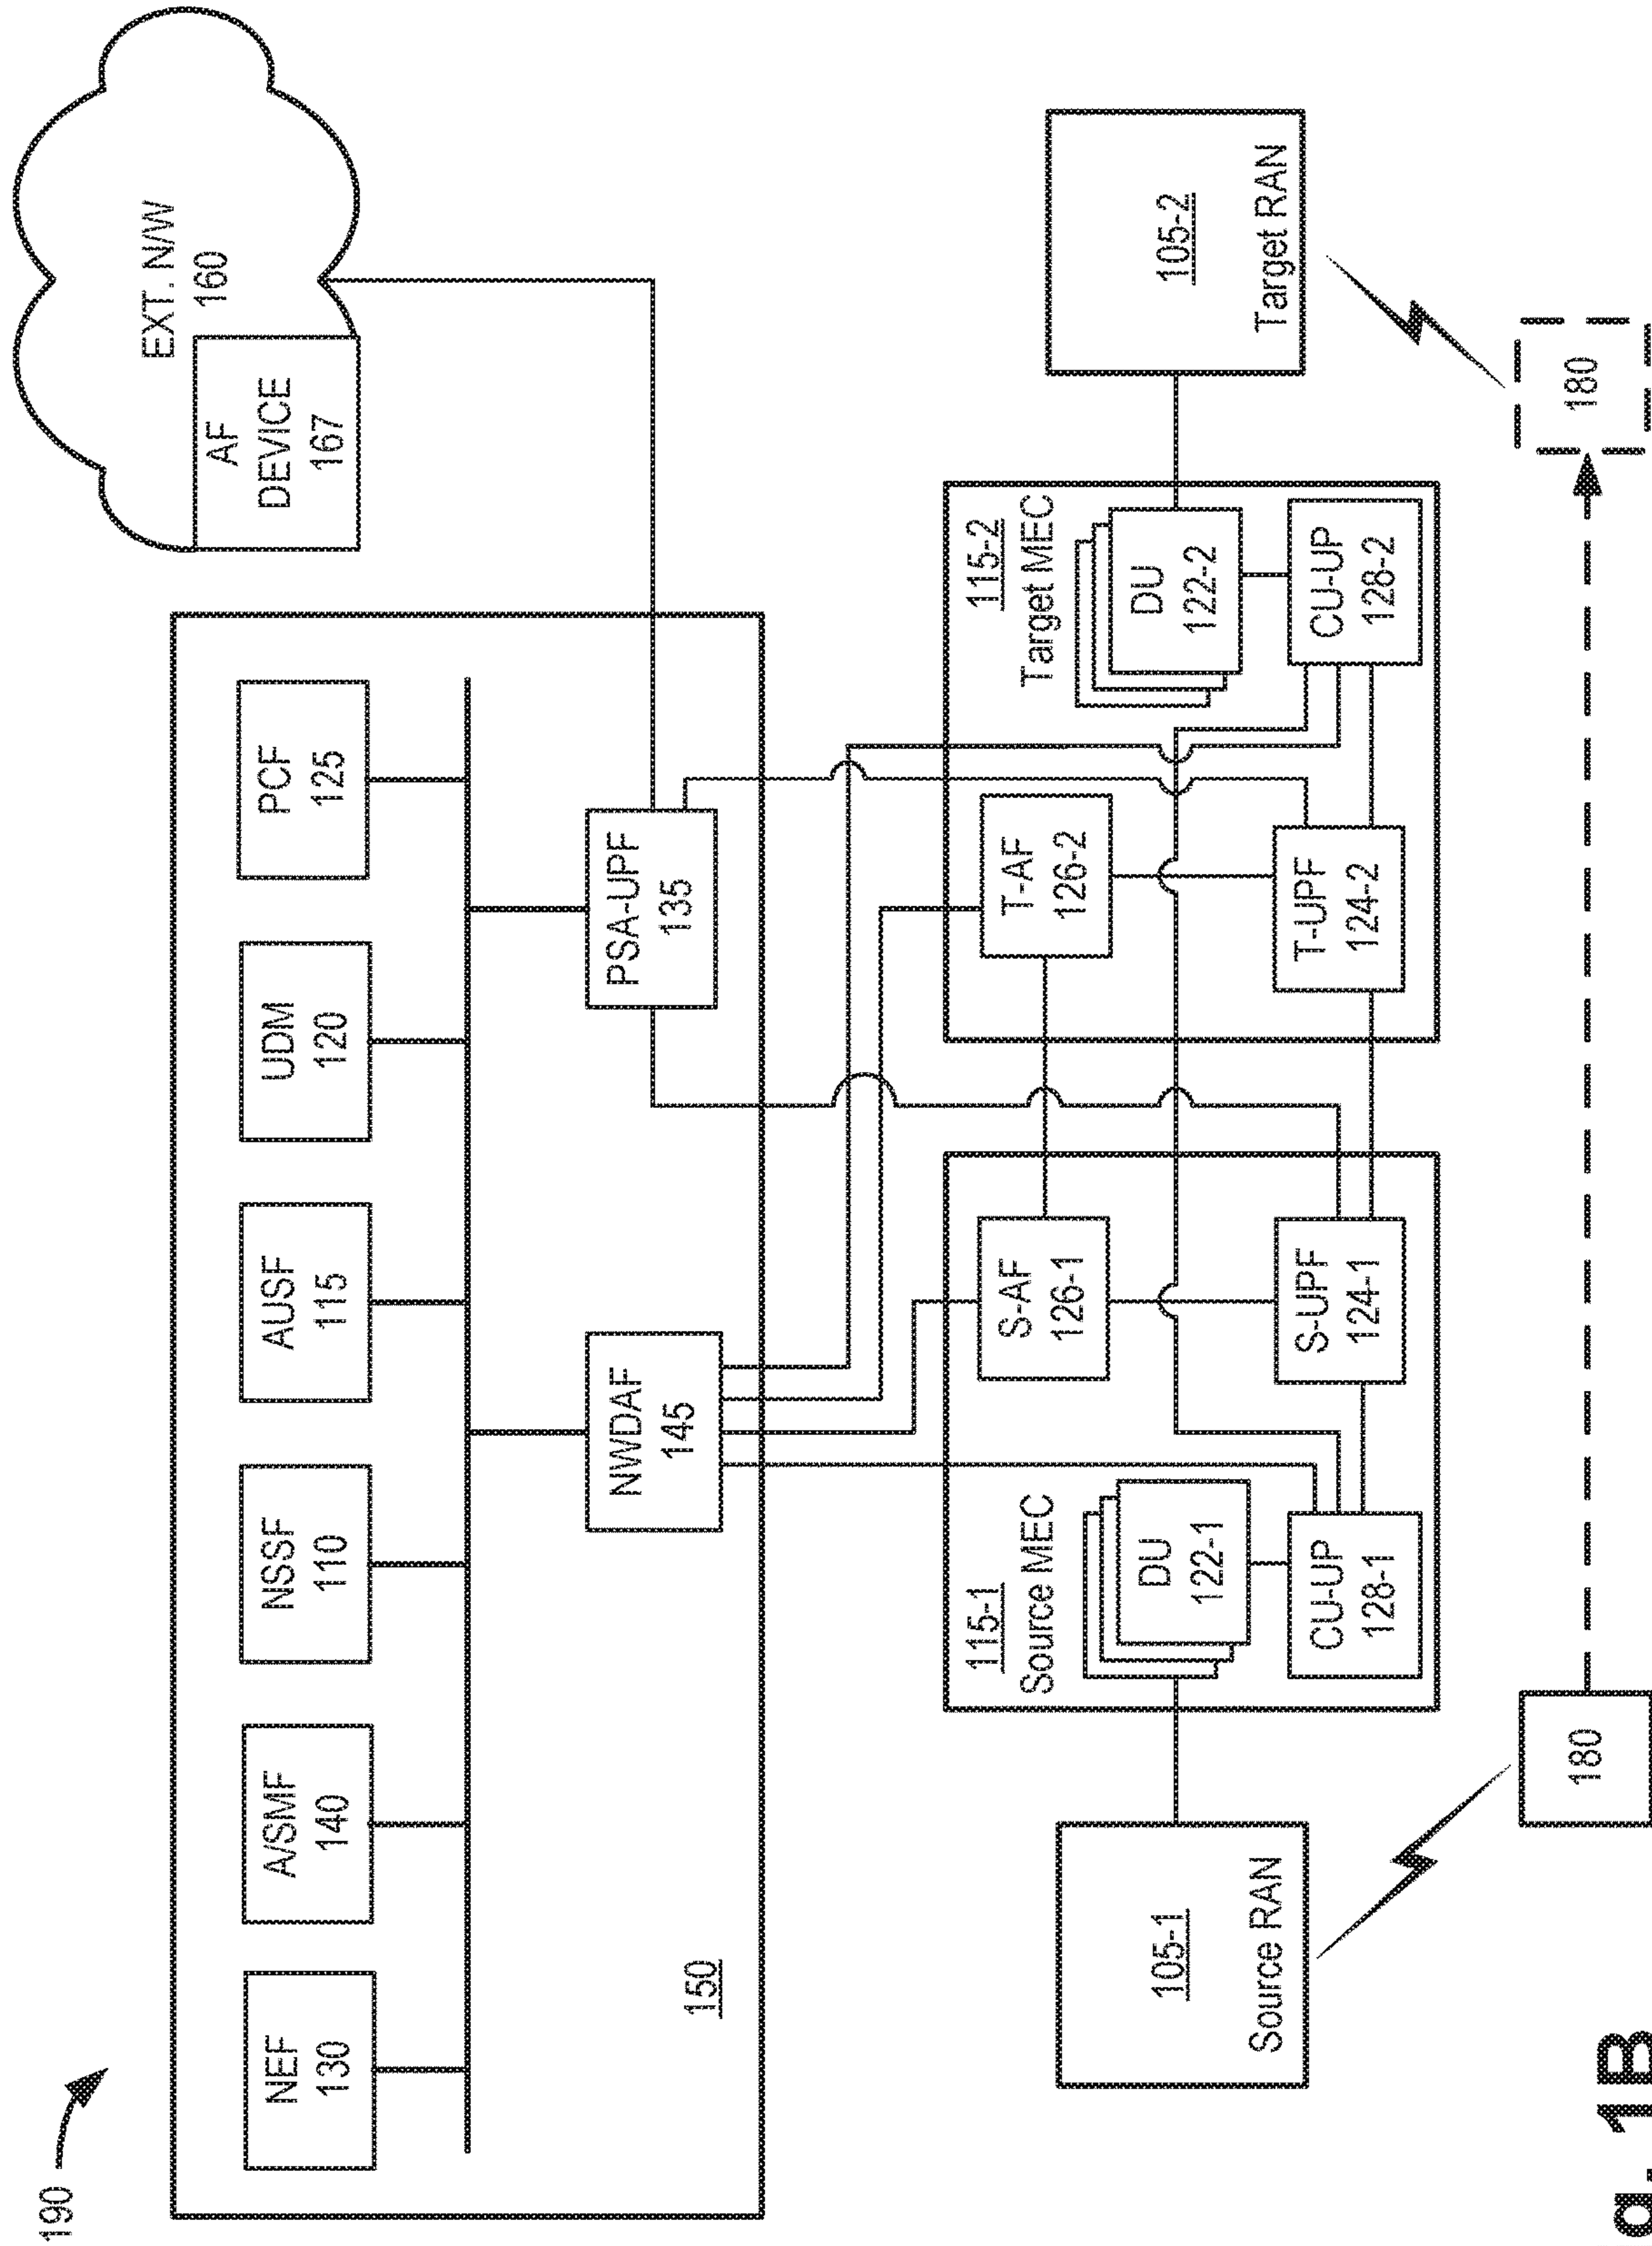 190
EXT. N/W
160
AF
DEVICE
167
NEF
130
A/SMF
140
NSSF
110
AUSF
115
UDM
120
PCF
125
NWDAF
145
PSA-UPF
135
150
105-1
Source RAN
115-1
Source MEC
DU
122-1
CU-UP
128-1
S-AF
126-1
S-UPF
124-1
115-2
Target MEC
T-AF
126-2
T-UPF
124-2
DU
122-2
CU-UP
128-2
105-2
Target RAN
180
180
g. 1B